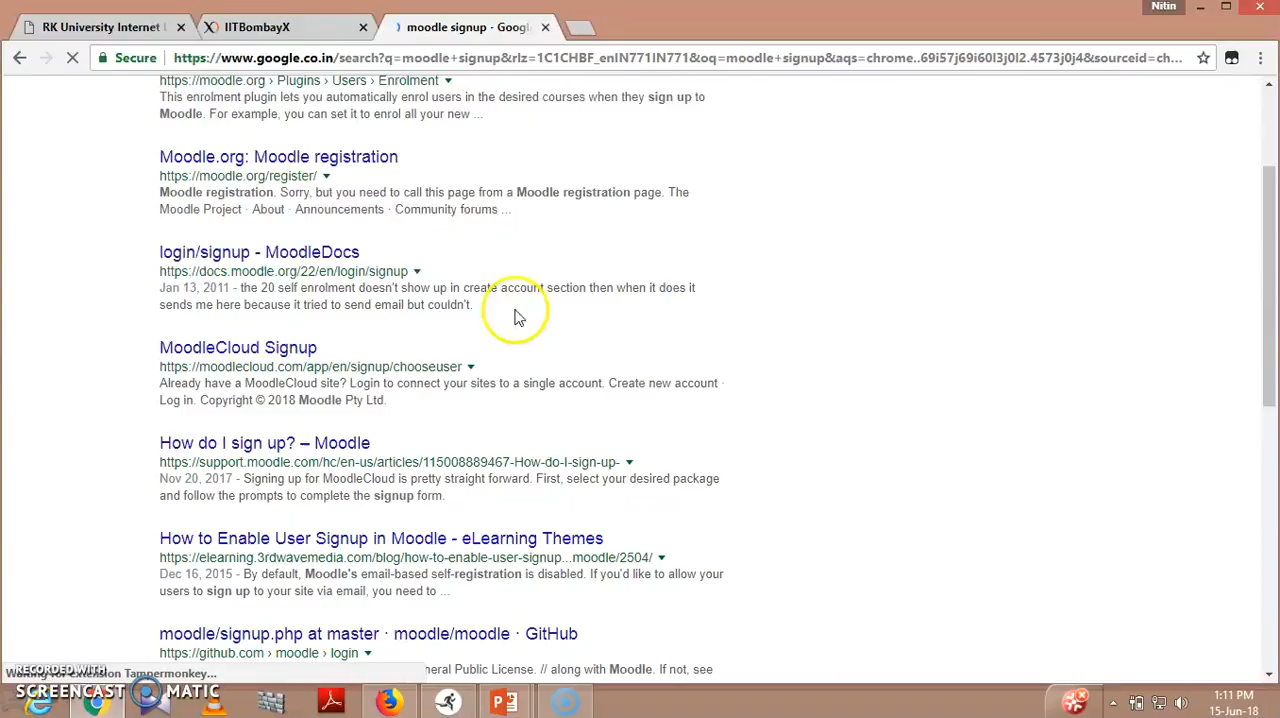 Nitin
RK University Internet
IITBombayX
moodle signup - Google
Secure https://www.google.co.in/search?q=moodle+signup&rlz=1C1CHBF_enIN771IN771&oq=moodle+signup&aqs=chrome..69i57j69i60l3j0l2.4573j0j4&sourceid=ch...
https://moodle.org › Plugins › Users › Enrolment
This enrolment plugin lets you automatically enrol users in the desired courses when they sign up to
Moodle. For example, you can set it to enrol all your new ...
Moodle.org: Moodle registration
https://moodle.org/register/
Moodle registration. Sorry, but you need to call this page from a Moodle registration page. The
Moodle Project · About · Announcements · Community forums ...
login/signup - MoodleDocs
https://docs.moodle.org/22/en/login/signup
Jan 13, 2011 - the 20 self enrolment doesn't show up in create account section then when it does it
sends me here because it tried to send email but couldn't.
MoodleCloud Signup
https://moodlecloud.com/app/en/signup/chooseuser
Already have a MoodleCloud site? Login to connect your sites to a single account. Create new account ·
Log in. Copyright © 2018 Moodle Pty Ltd.
How do I sign up? – Moodle
https://support.moodle.com/hc/en-us/articles/115008889467-How-do-I-sign-up-
Nov 20, 2017 - Signing up for MoodleCloud is pretty straight forward. First, select your desired package
and follow the prompts to complete the signup form.
How to Enable User Signup in Moodle - eLearning Themes
https://elearning.3rdwavemedia.com/blog/how-to-enable-user-signup...moodle/2504/
Dec 16, 2015 - By default, Moodle's email-based self-registration is disabled. If you'd like to allow your
users to sign up to your site via email, you need to ...
moodle/signup.php at master · moodle/moodle · GitHub
https://github.com › moodle › login
eneral Public License. // along with Moodle. If not, see
Waiting for extension Tampermonkey...
RECORDED WITH
SCREENCAST MATIC
1:11 PM
15-Jun-18